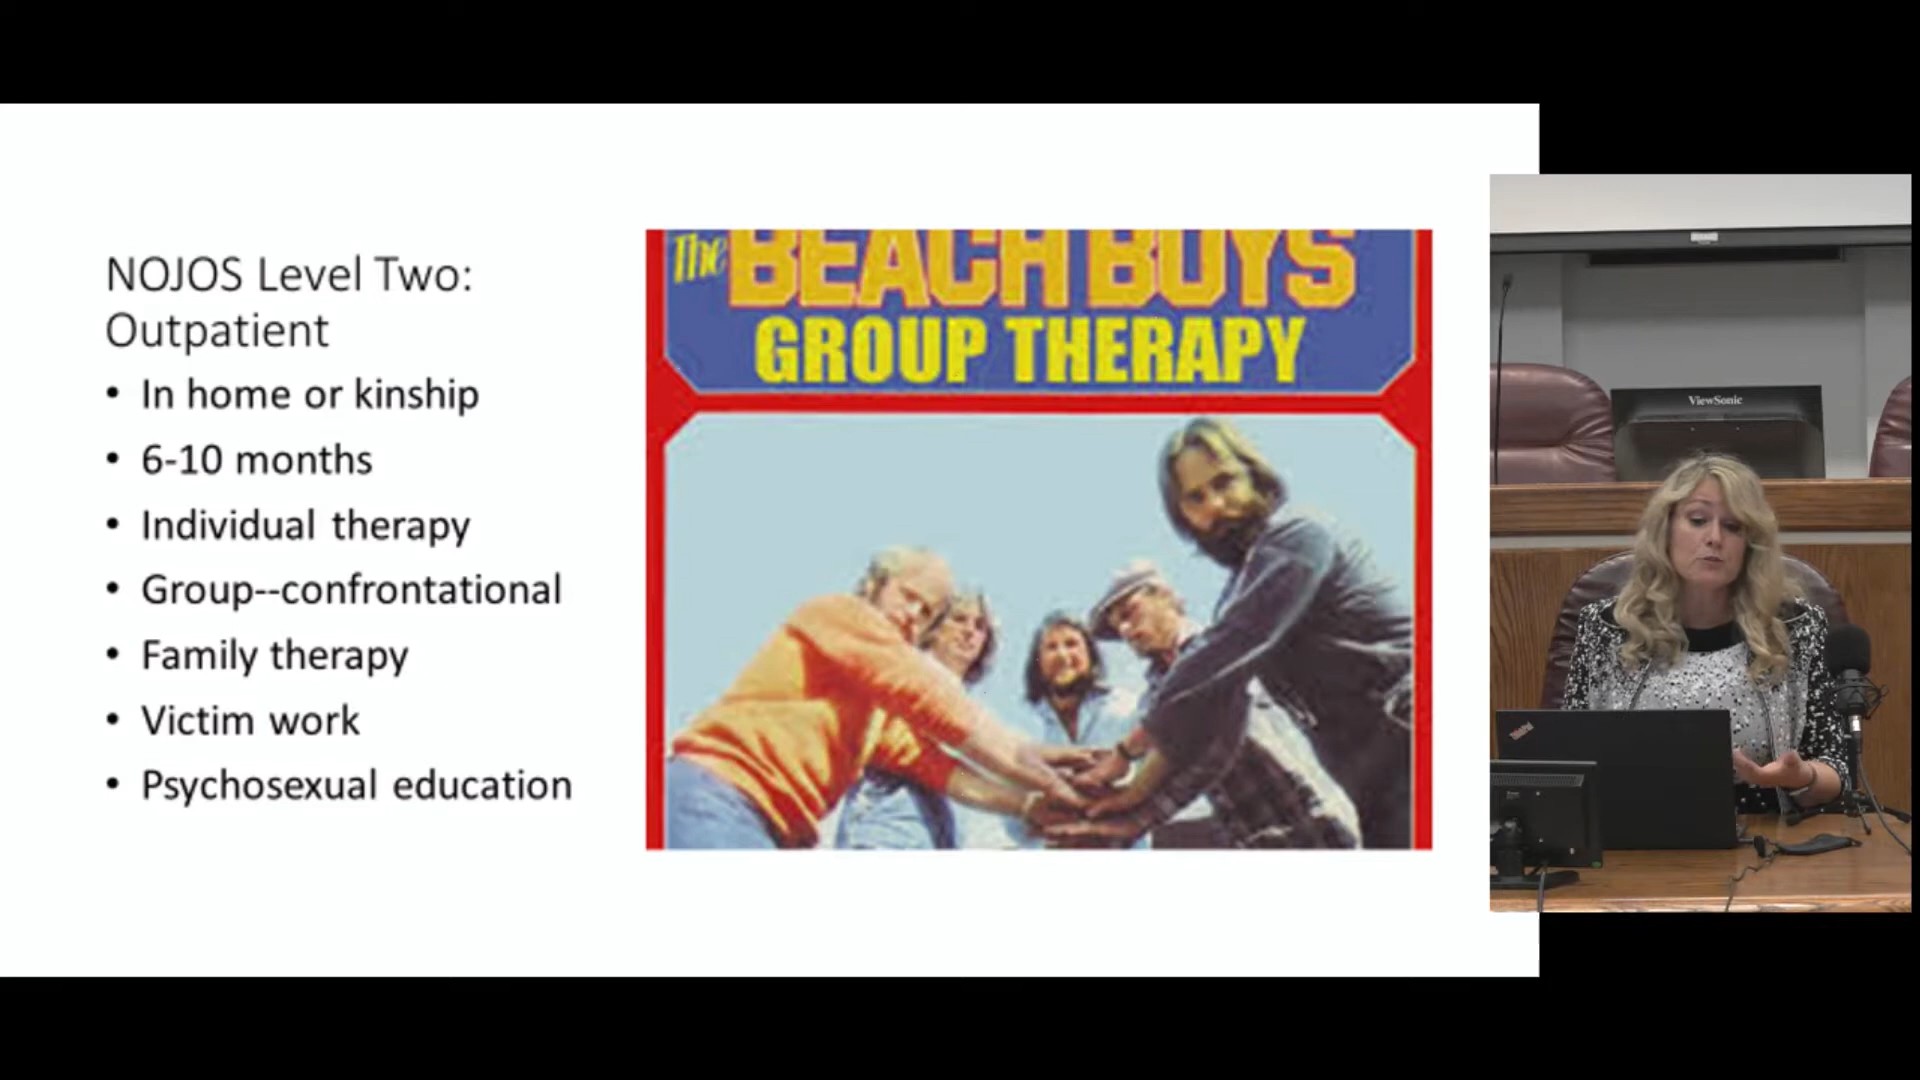 NOJOS Level Two:
Outpatient
• In home or kinship
• 6-10 months
• Individual therapy
• Group--confrontational
• Family therapy
• Victim work
• Psychosexual education
The BEACH BOYS
GROUP THERAPY
ViewSonic
ThinkPad